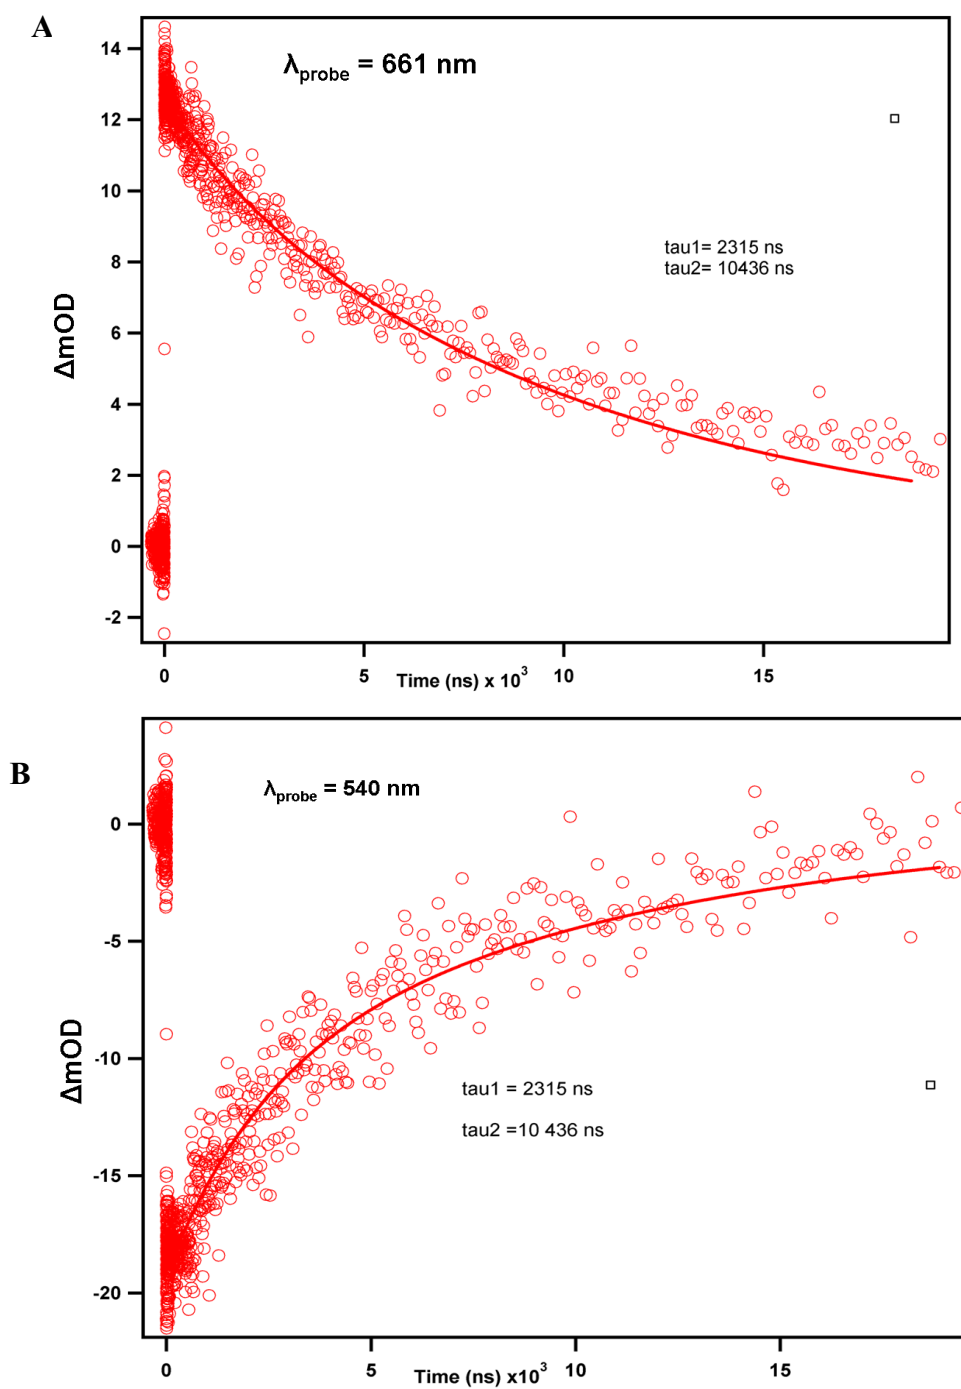 A
λprobe = 661 nm
14
12
10
8
6
4
2
0
-2
ΔmOD
tau1= 2315 ns
tau2= 10436 ns
0
5
10
15
Time (ns) x 10³
B
λprobe = 540 nm
0
-5
-10
-15
-20
ΔmOD
tau1 = 2315 ns
tau2 =10 436 ns
0
5
10
15
Time (ns) x10³